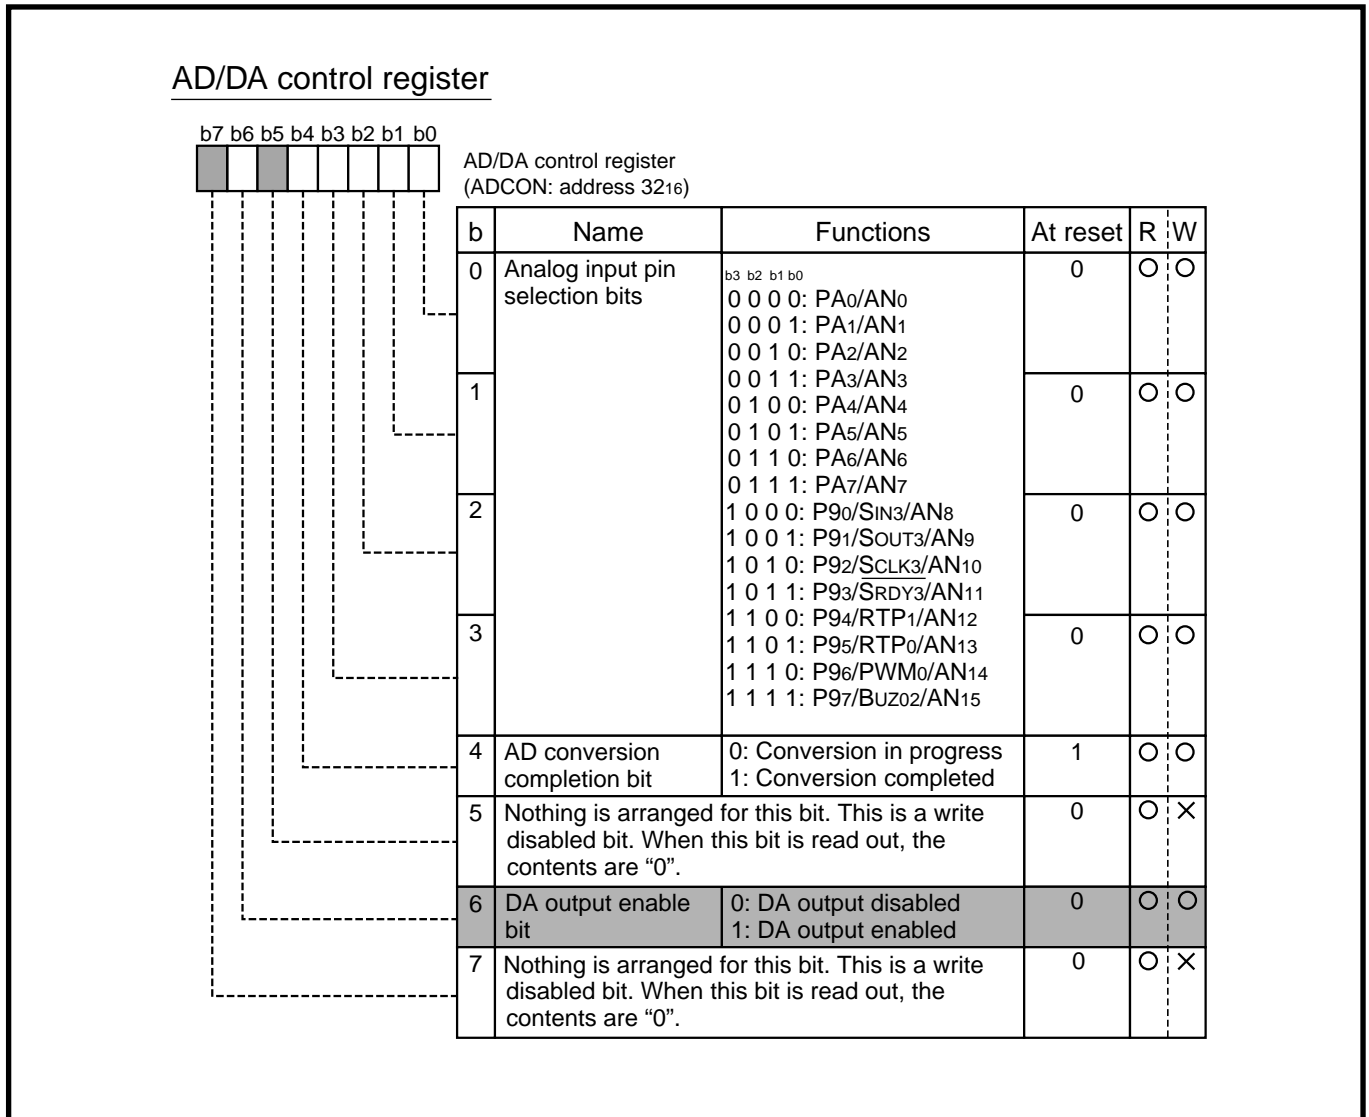 AD/DA control register
b7 b6 b5 b4 b3 b2 b1 b0
AD/DA control register
(ADCON: address 3216)
b Name Functions At reset R W
0 Analog input pin selection bits 0 O O
b3 b2 b1 b0
0 0 0 0: PA0/AN0
0 0 0 1: PA1/AN1
0 0 1 0: PA2/AN2
0 0 1 1: PA3/AN3
1 0 O O
0 1 0 0: PA4/AN4
0 1 0 1: PA5/AN5
0 1 1 0: PA6/AN6
0 1 1 1: PA7/AN7
2 0 O O
1 0 0 0: P90/SIN3/AN8
1 0 0 1: P91/SOUT3/AN9
1 0 1 0: P92/SCLK3/AN10
1 0 1 1: P93/SRDY3/AN11
1 1 0 0: P94/RTP1/AN12
3 0 O O
1 1 0 1: P95/RTP0/AN13
1 1 1 0: P96/PWM0/AN14
1 1 1 1: P97/BUZ02/AN15
4 AD conversion 0: Conversion in progress 1 O O
completion bit 1: Conversion completed
5 Nothing is arranged for this bit. This is a write 0 O ×
disabled bit. When this bit is read out, the
contents are “0”.
6 DA output enable 0: DA output disabled 0 O O
bit 1: DA output enabled
7 Nothing is arranged for this bit. This is a write 0 O ×
disabled bit. When this bit is read out, the
contents are “0”.